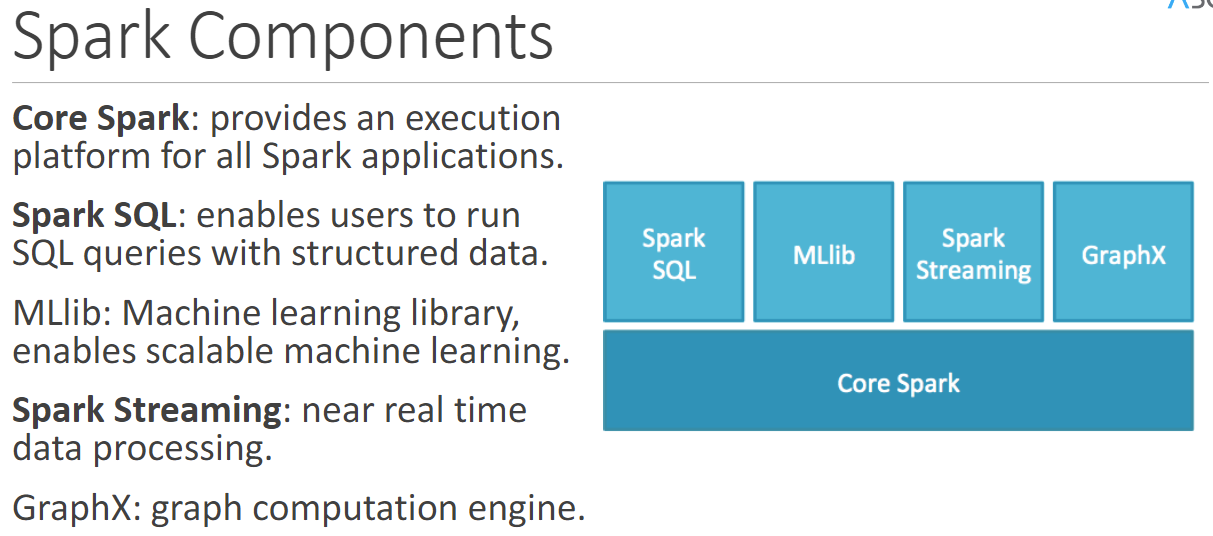 Spark Components
Core Spark: provides an execution
platform for all Spark applications.
Spark SQL: enables users to run
SQL queries with structured data.
MLlib: Machine learning library,
enables scalable machine learning.
Spark Streaming: near real time
data processing.
GraphX: graph computation engine.
Spark
SQL
MLlib
Spark
Streaming
GraphX
Core Spark